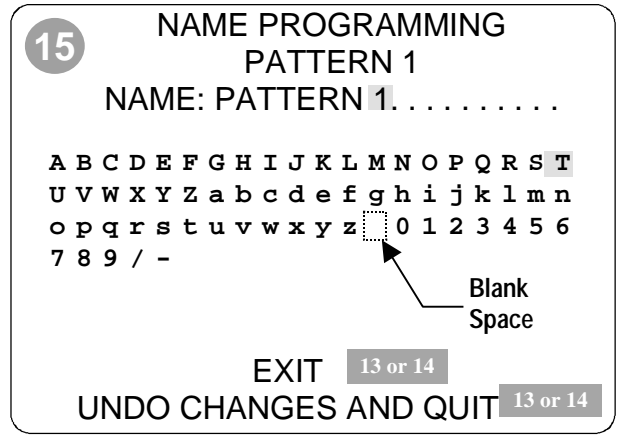 15
NAME PROGRAMMING
PATTERN 1
NAME: PATTERN 1. . . . . . . . . .
A B C D E F G H I J K L M N O P Q R S T
U V W X Y Z a b c d e f g h i j k l m n
o p q r s t u v w x y z 0 1 2 3 4 5 6
7 8 9 / -
Blank
Space
EXIT 13 or 14
UNDO CHANGES AND QUIT 13 or 14